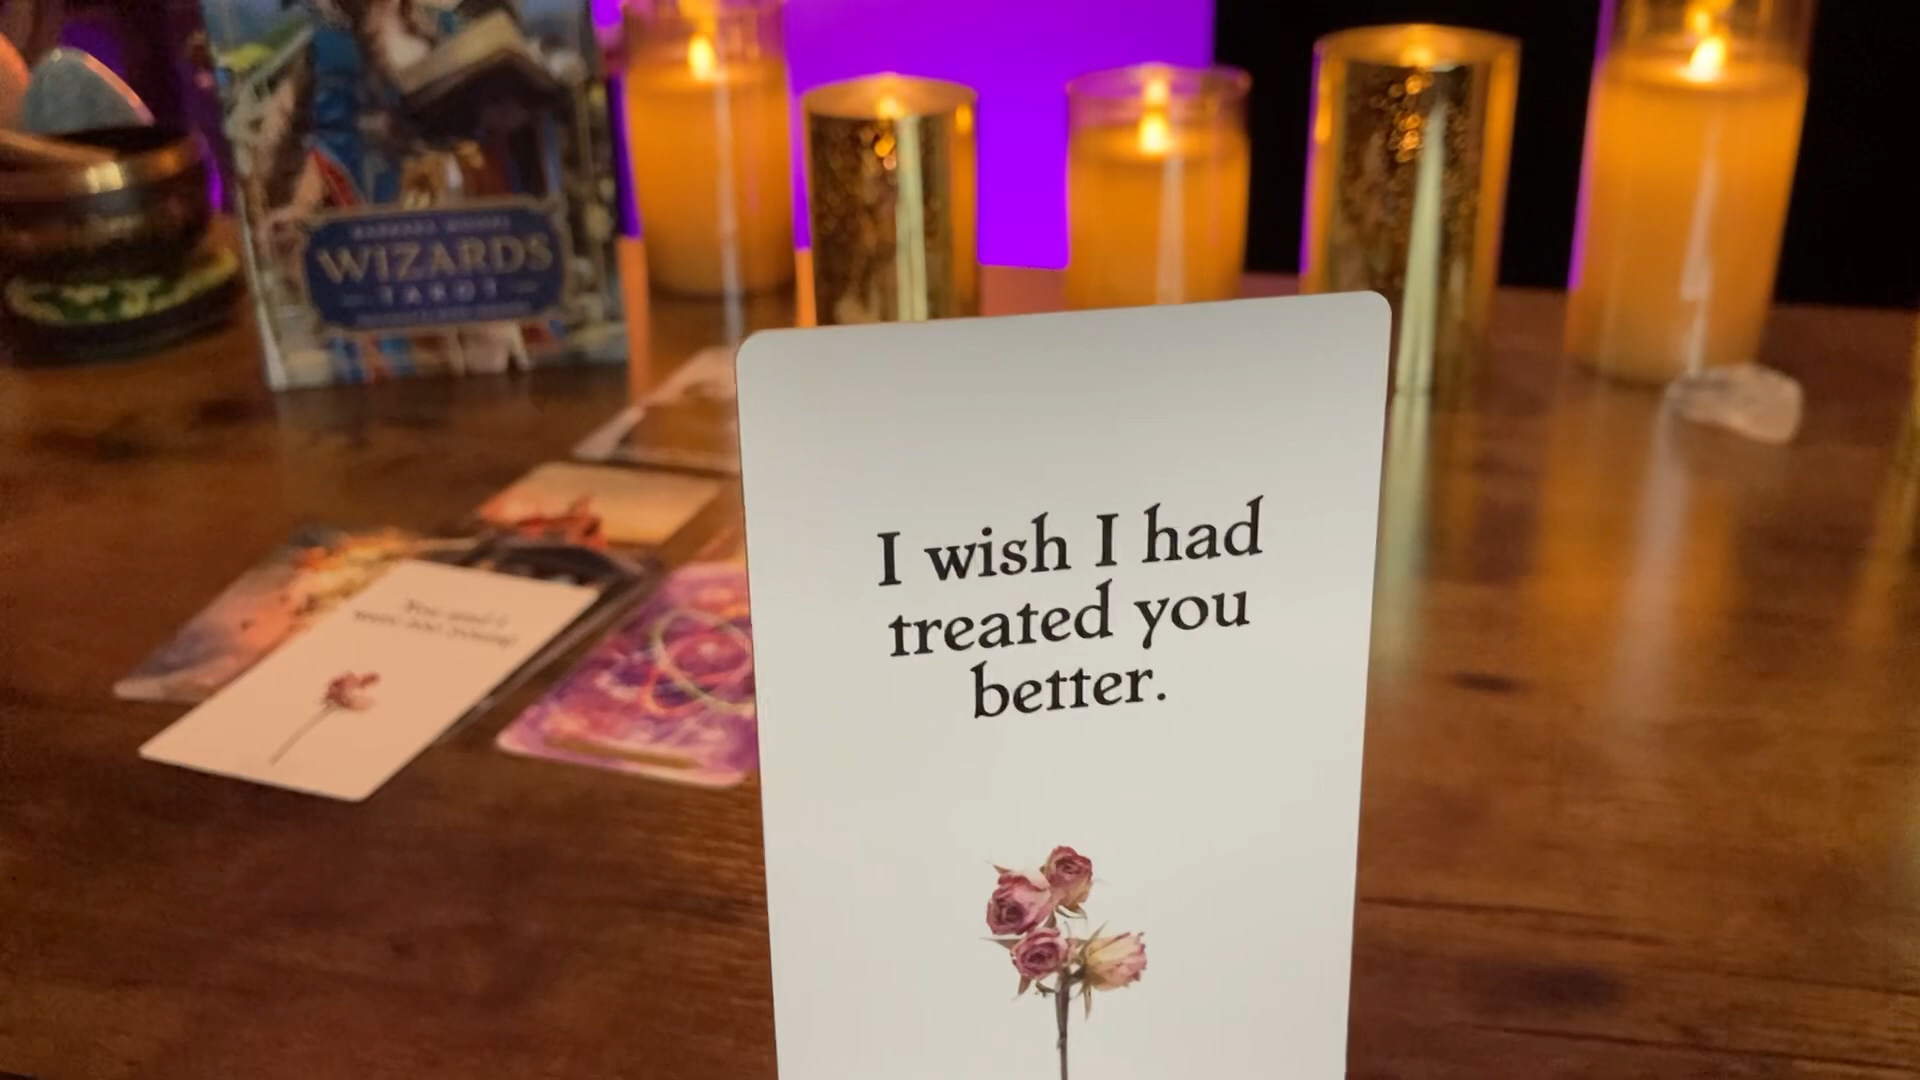 WIZARDS
TAROT
I wish I had
treated you
better.